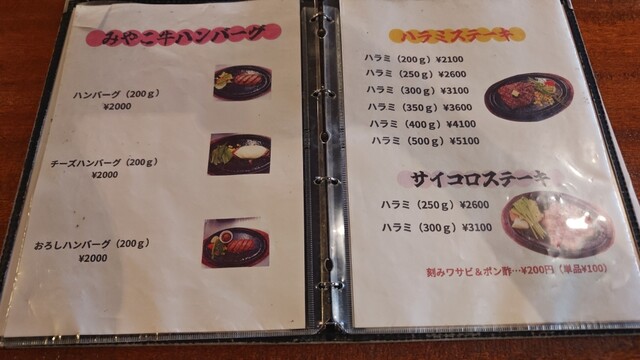 みやこ牛ハンバーグ
ハンバーグ（200ｇ）
¥2000
チーズハンバーグ（200ｇ）
¥2000
おろしハンバーグ（200ｇ）
¥2000
ハラミステーキ
ハラミ（200ｇ）¥2100
ハラミ（250ｇ）¥2600
ハラミ（300ｇ）¥3100
ハラミ（350ｇ）¥3600
ハラミ（400ｇ）¥4100
ハラミ（500ｇ）¥5100
サイコロステーキ
ハラミ（250ｇ）¥2600
ハラミ（300ｇ）¥3100
刻みワサビ＆ポン酢…¥200円（単品¥100）